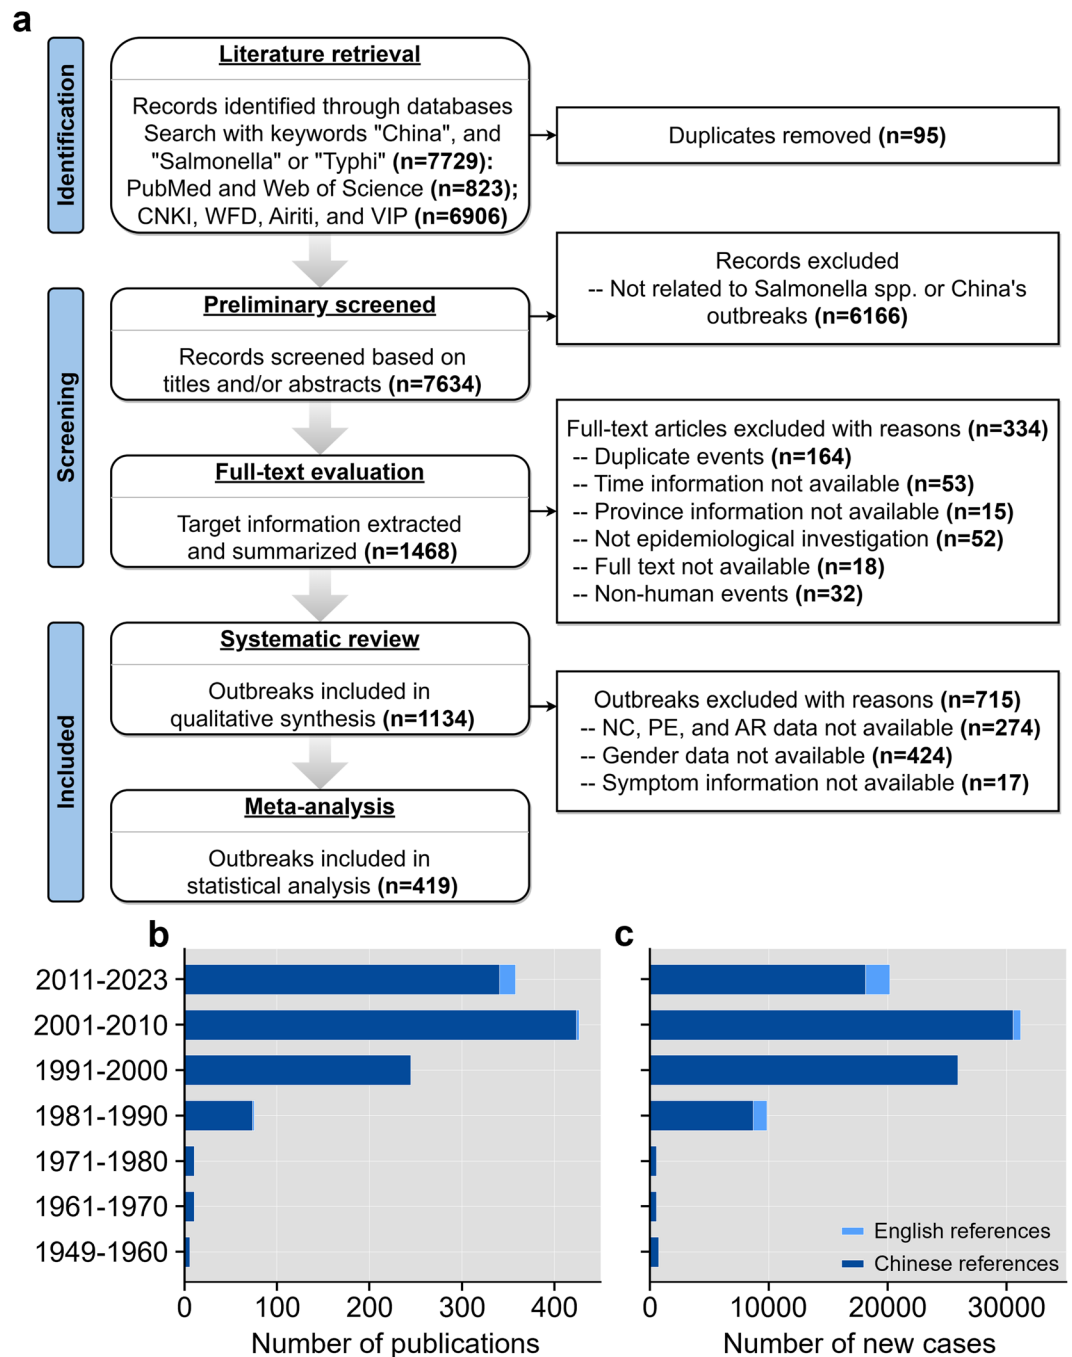 a
Identification
Literature retrieval
Records identified through databases
Search with keywords "China", and
"Salmonella" or "Typhi" (n=7729):
PubMed and Web of Science (n=823);
CNKI, WFD, Airiti, and VIP (n=6906)
Duplicates removed (n=95)
Records excluded
-- Not related to Salmonella spp. or China's
outbreaks (n=6166)
Screening
Preliminary screened
Records screened based on
titles and/or abstracts (n=7634)
Full-text evaluation
Target information extracted
and summarized (n=1468)
Full-text articles excluded with reasons (n=334)
-- Duplicate events (n=164)
-- Time information not available (n=53)
-- Province information not available (n=15)
-- Not epidemiological investigation (n=52)
-- Full text not available (n=18)
-- Non-human events (n=32)
Included
Systematic review
Outbreaks included in
qualitative synthesis (n=1134)
Outbreaks excluded with reasons (n=715)
-- NC, PE, and AR data not available (n=274)
-- Gender data not available (n=424)
-- Symptom information not available (n=17)
Meta-analysis
Outbreaks included in
statistical analysis (n=419)
b
2011-2023
2001-2010
1991-2000
1981-1990
1971-1980
1961-1970
1949-1960
0 100 200 300 400
Number of publications
c
English references
Chinese references
0 10000 20000 30000
Number of new cases